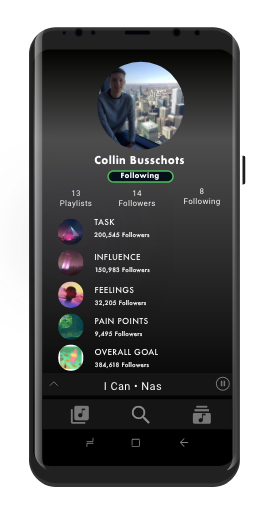 Collin Busschots
Following
13 14 8
Playlists Followers Following
TASK
200,545 Followers
INFLUENCE
150,983 Followers
FEELINGS
32,205 Followers
PAIN POINTS
9,495 Followers
OVERALL GOAL
384,618 Followers
I Can • Nas